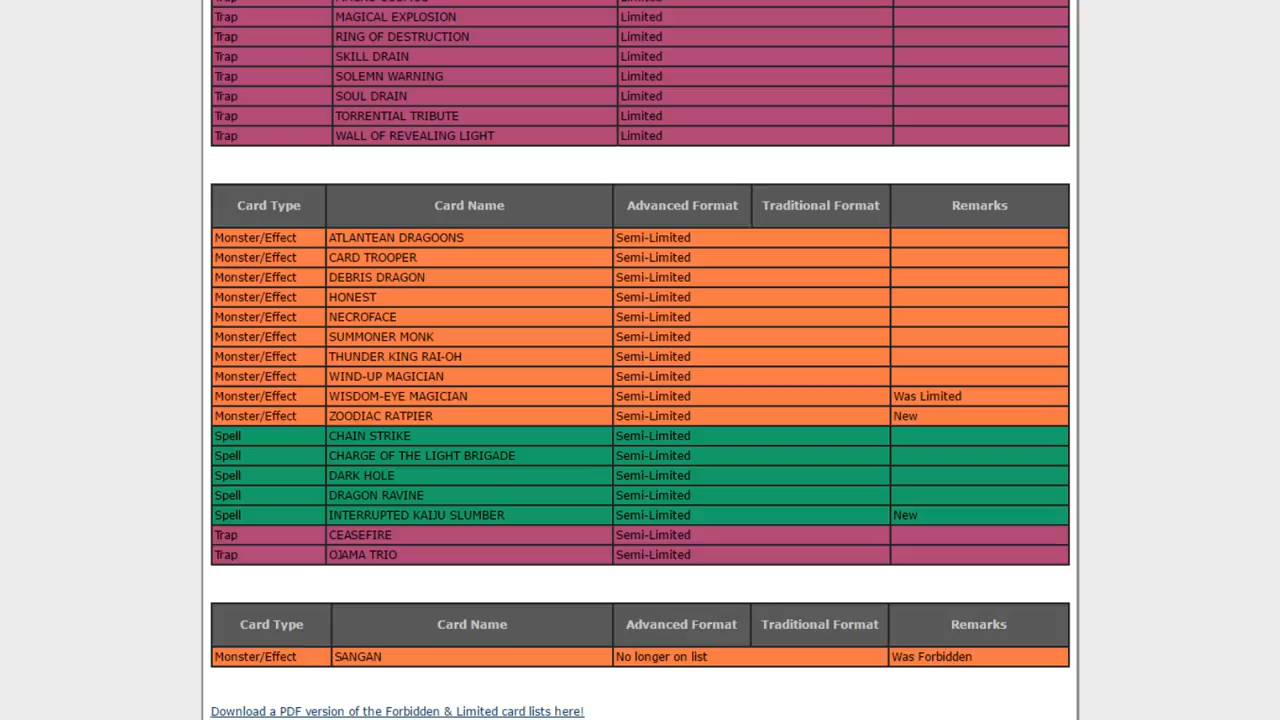 Trap MAGICAL EXPLOSION Limited
Trap RING OF DESTRUCTION Limited
Trap SKILL DRAIN Limited
Trap SOLEMN WARNING Limited
Trap SOUL DRAIN Limited
Trap TORRENTIAL TRIBUTE Limited
Trap WALL OF REVEALING LIGHT Limited
Card Type Card Name Advanced Format Traditional Format Remarks
Monster/Effect ATLANTEAN DRAGOONS Semi-Limited
Monster/Effect CARD TROOPER Semi-Limited
Monster/Effect DEBRIS DRAGON Semi-Limited
Monster/Effect HONEST Semi-Limited
Monster/Effect NECROFACE Semi-Limited
Monster/Effect SUMMONER MONK Semi-Limited
Monster/Effect THUNDER KING RAI-OH Semi-Limited
Monster/Effect WIND-UP MAGICIAN Semi-Limited
Monster/Effect WISDOM-EYE MAGICIAN Semi-Limited Was Limited
Monster/Effect ZOODIAC RATPIER Semi-Limited New
Spell CHAIN STRIKE Semi-Limited
Spell CHARGE OF THE LIGHT BRIGADE Semi-Limited
Spell DARK HOLE Semi-Limited
Spell DRAGON RAVINE Semi-Limited
Spell INTERRUPTED KAIJU SLUMBER Semi-Limited New
Trap CEASEFIRE Semi-Limited
Trap OJAMA TRIO Semi-Limited
Card Type Card Name Advanced Format Traditional Format Remarks
Monster/Effect SANGAN No longer on list Was Forbidden
Download a PDF version of the Forbidden & Limited card lists here!